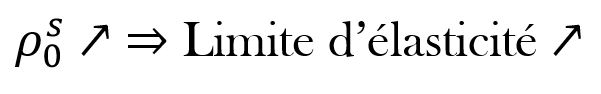 ρ₀ˢ ↗ ⇒ Limite d’élasticité ↗